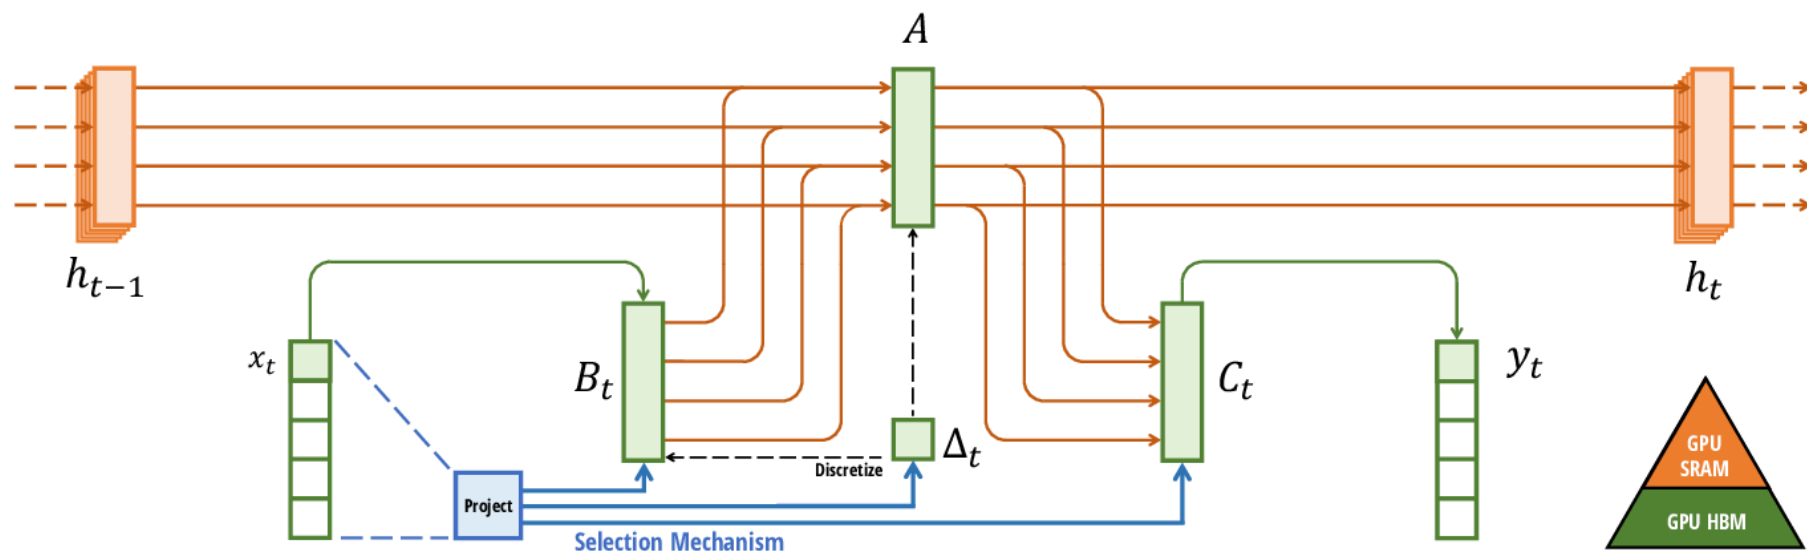 A
h_{t-1}
h_t
x_t
B_t
C_t
y_t
Δ_t
Discretize
Project
Selection Mechanism
GPU
SRAM
GPU HBM